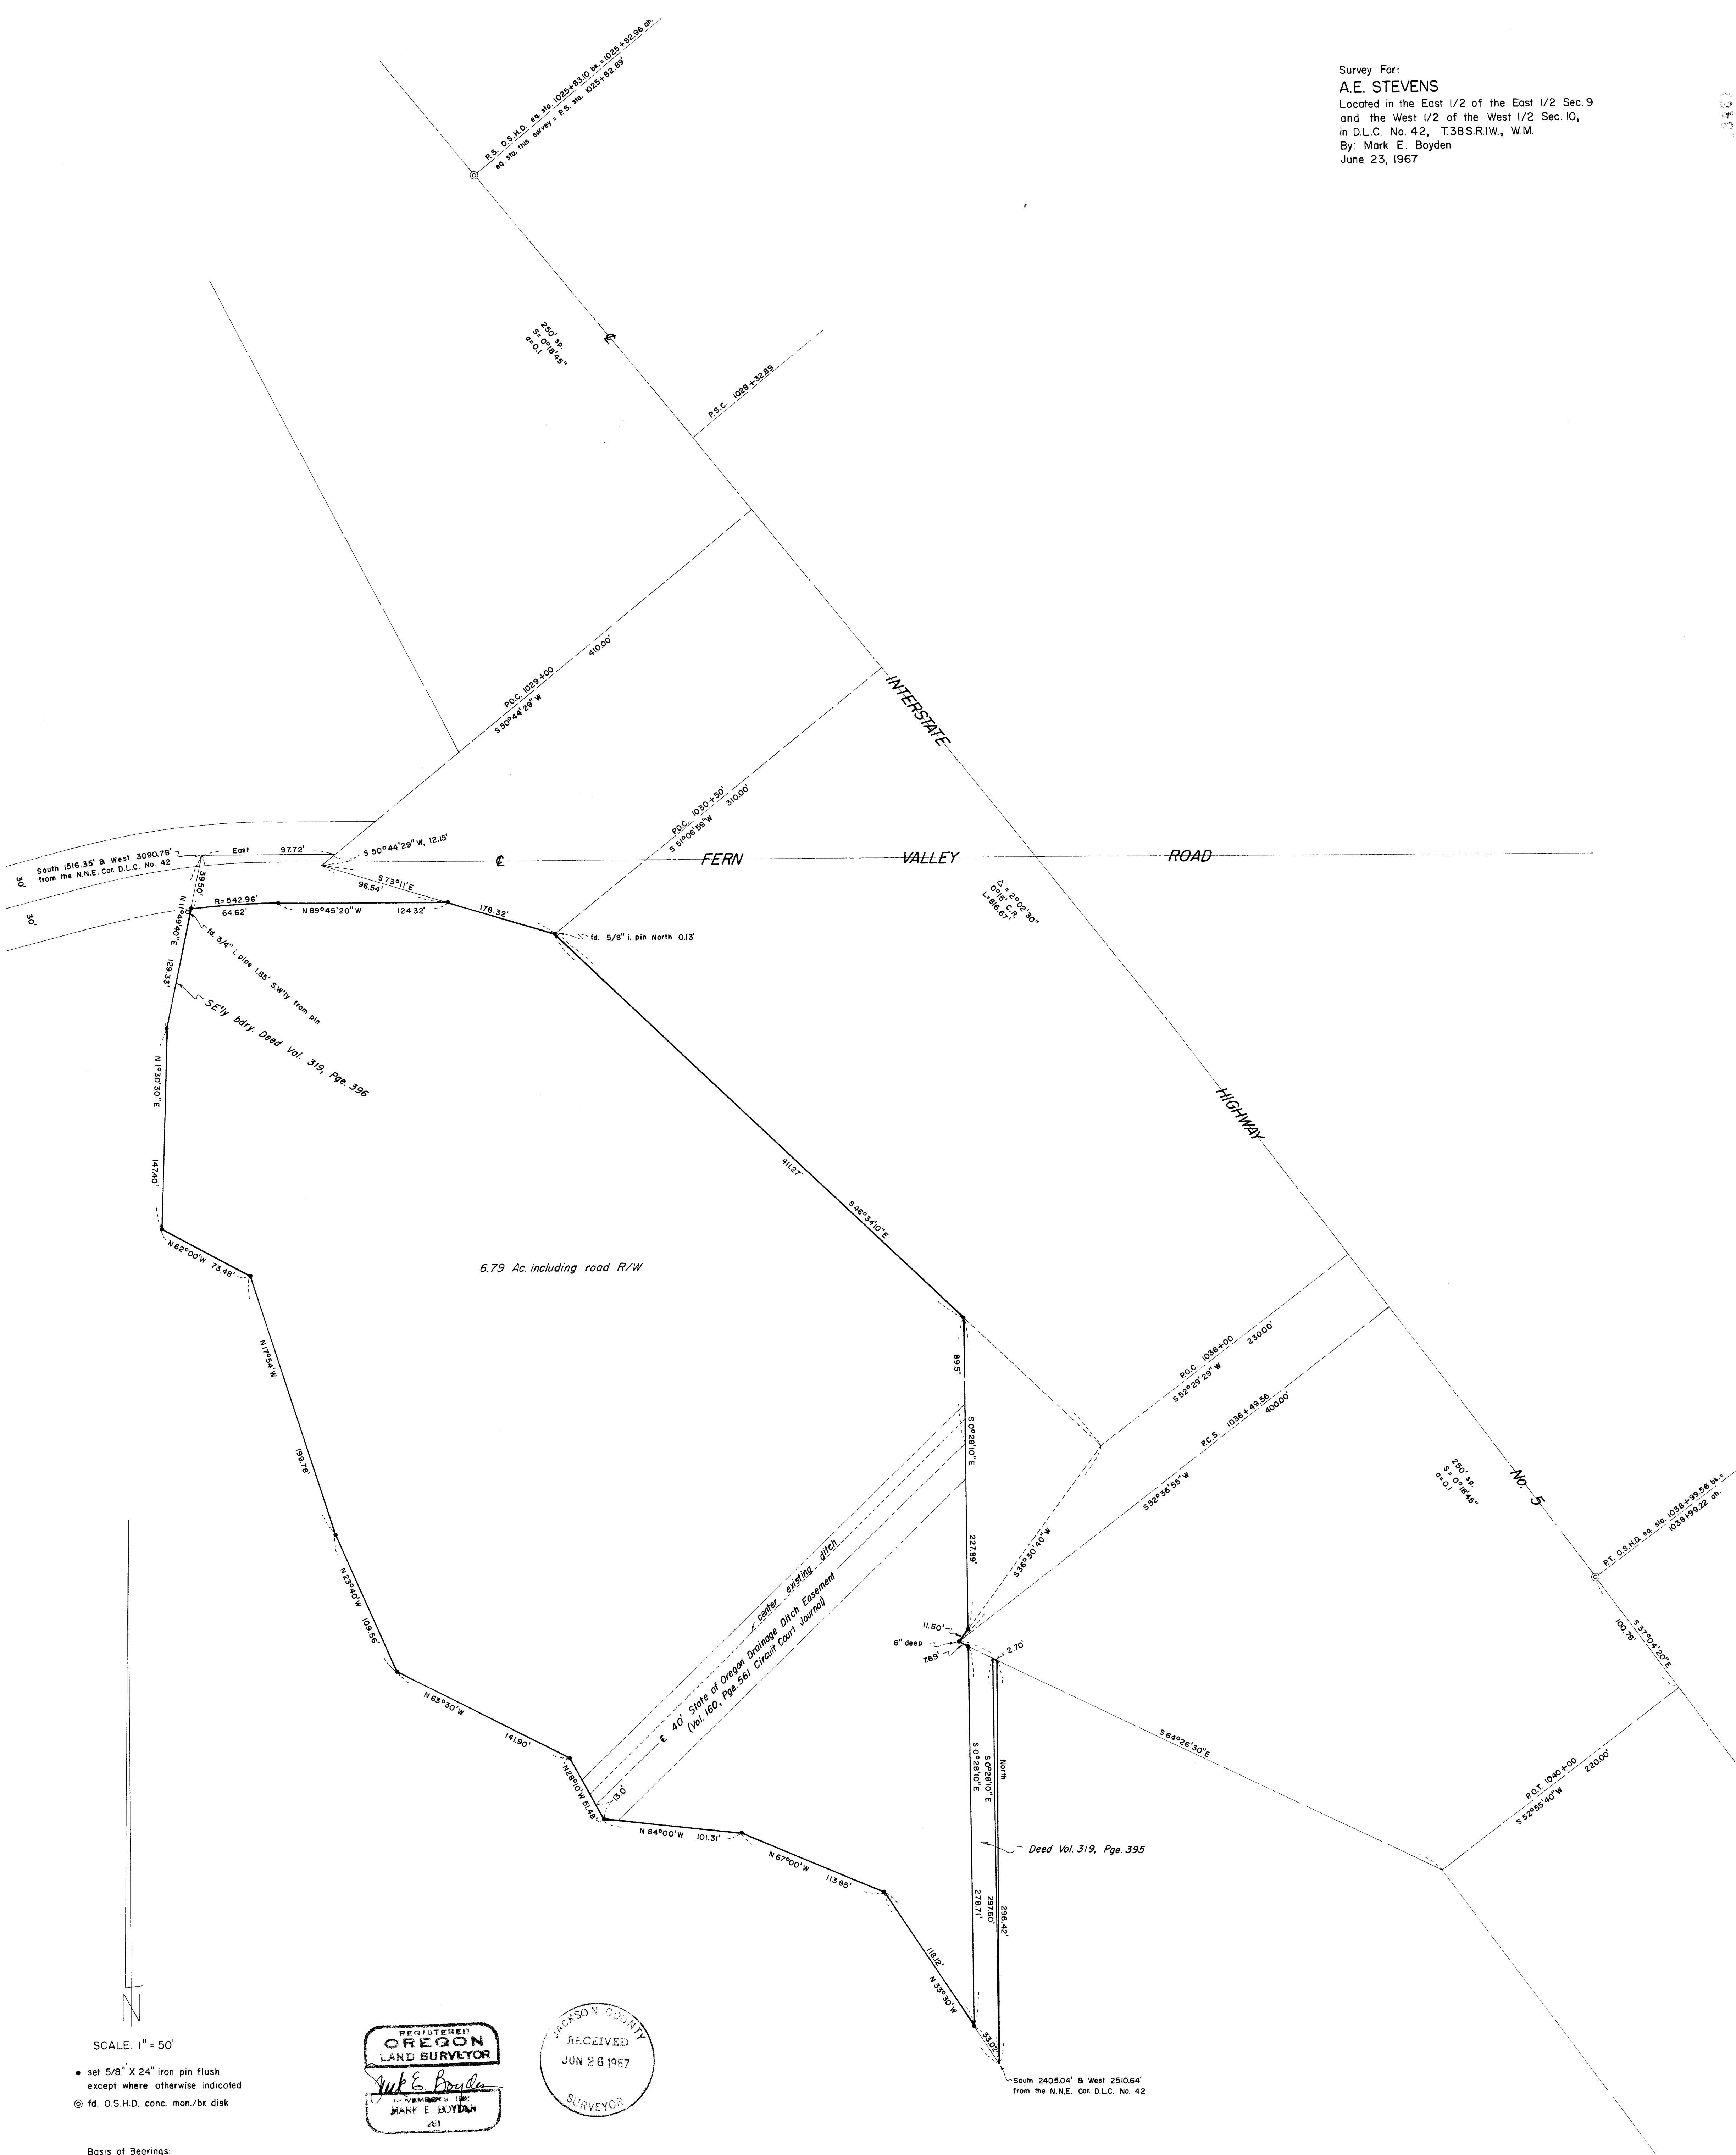 P.S. O.S.H.D. eq. sta. 1025+83.10 bk. = 1025+82.96 ah.
eq. sta. this survey = P.S. sta. 1025+82.89'
Survey For:
A.E. STEVENS
Located in the East 1/2 of the East 1/2 Sec. 9
and the West 1/2 of the West 1/2 Sec. 10,
in D.L.C. No. 42, T.38S.R.1W., W.M.
By: Mark E. Boyden
June 23, 1967
250' sp.
S = 0°18'45"
a = 0.1
℄
P.S.C. 1028+32.89
P.O.C. 1029+00
410.00'
S 50°44'29" W
INTERSTATE
P.O.C. 1030+50'
310.00'
S 51°06'59" W
South 1516.35' & West 3090.78'
from the N.N.E. Cor. D.L.C. No. 42
East 97.72'
S 50°44'29" W, 12.15'
℄ FERN VALLEY ROAD
30'
30'
39.50'
S 73°11' E
96.54'
R = 542.96'
64.62'
N 89°45'20" W 124.32'
178.32'
fd. 5/8" i. pin North 0.13'
Δ = 2°02'30"
0°15' C.R.
L = 816.67'
N 11°49'40" E 129.33'
fd. 3/4" i. pipe 1.85' S.W'ly from pin
SE'ly bdry. Deed Vol. 319, Pge. 396
N 1°30'30" E
147.40'
HIGHWAY
411.27'
S 46°34'10" E
N 62°00' W 73.48'
6.79 Ac. including road R/W
N 17°54' W
199.78'
89.5'
S 0°28'10" E
227.89'
P.O.C. 1036+00
230.00'
S 52°29'29" W
P.C.S. 1036+49.56
400.00'
S 52°36'55" W
250' sp.
S = 0°18'45"
a = 0.1
No. 5
P.T. O.S.H.D. eq. sta. 1038+99.56 bk. =
1038+99.22 ah.
S 36°30'40" W
N 23°40' W 109.56'
center existing ditch
℄ 40' State of Oregon Drainage Ditch Easement
(Vol. 160, Pge. 561 Circuit Court Journal)
11.50'
6" deep
7.69'
2.70'
S 37°04'20" E
100.78'
N 63°30' W
141.90'
S 64°26'30" E
N 28°10' W 51.48'
13.0'
S 0°28'10" E
S 0°28'10" E
North
P.O.T. 1040+00
220.00'
S 52°55'40" W
N 84°00' W 101.31'
N 67°00' W
113.85'
Deed Vol. 319, Pge. 395
278.71'
297.60'
296.42'
118.12'
N 33°30' W
33.02'
South 2405.04' & West 2510.64'
from the N.N.E. Cor. D.L.C. No. 42
N
SCALE. 1" = 50'
• set 5/8" X 24" iron pin flush
except where otherwise indicated
◎ fd. O.S.H.D. conc. mon./br. disk
REGISTERED
OREGON
LAND SURVEYOR
Mark E. Boyden
MARK E. BOYDEN
281
JACKSON COUNTY
RECEIVED
JUN 26 1967
SURVEYOR
Basis of Bearings: